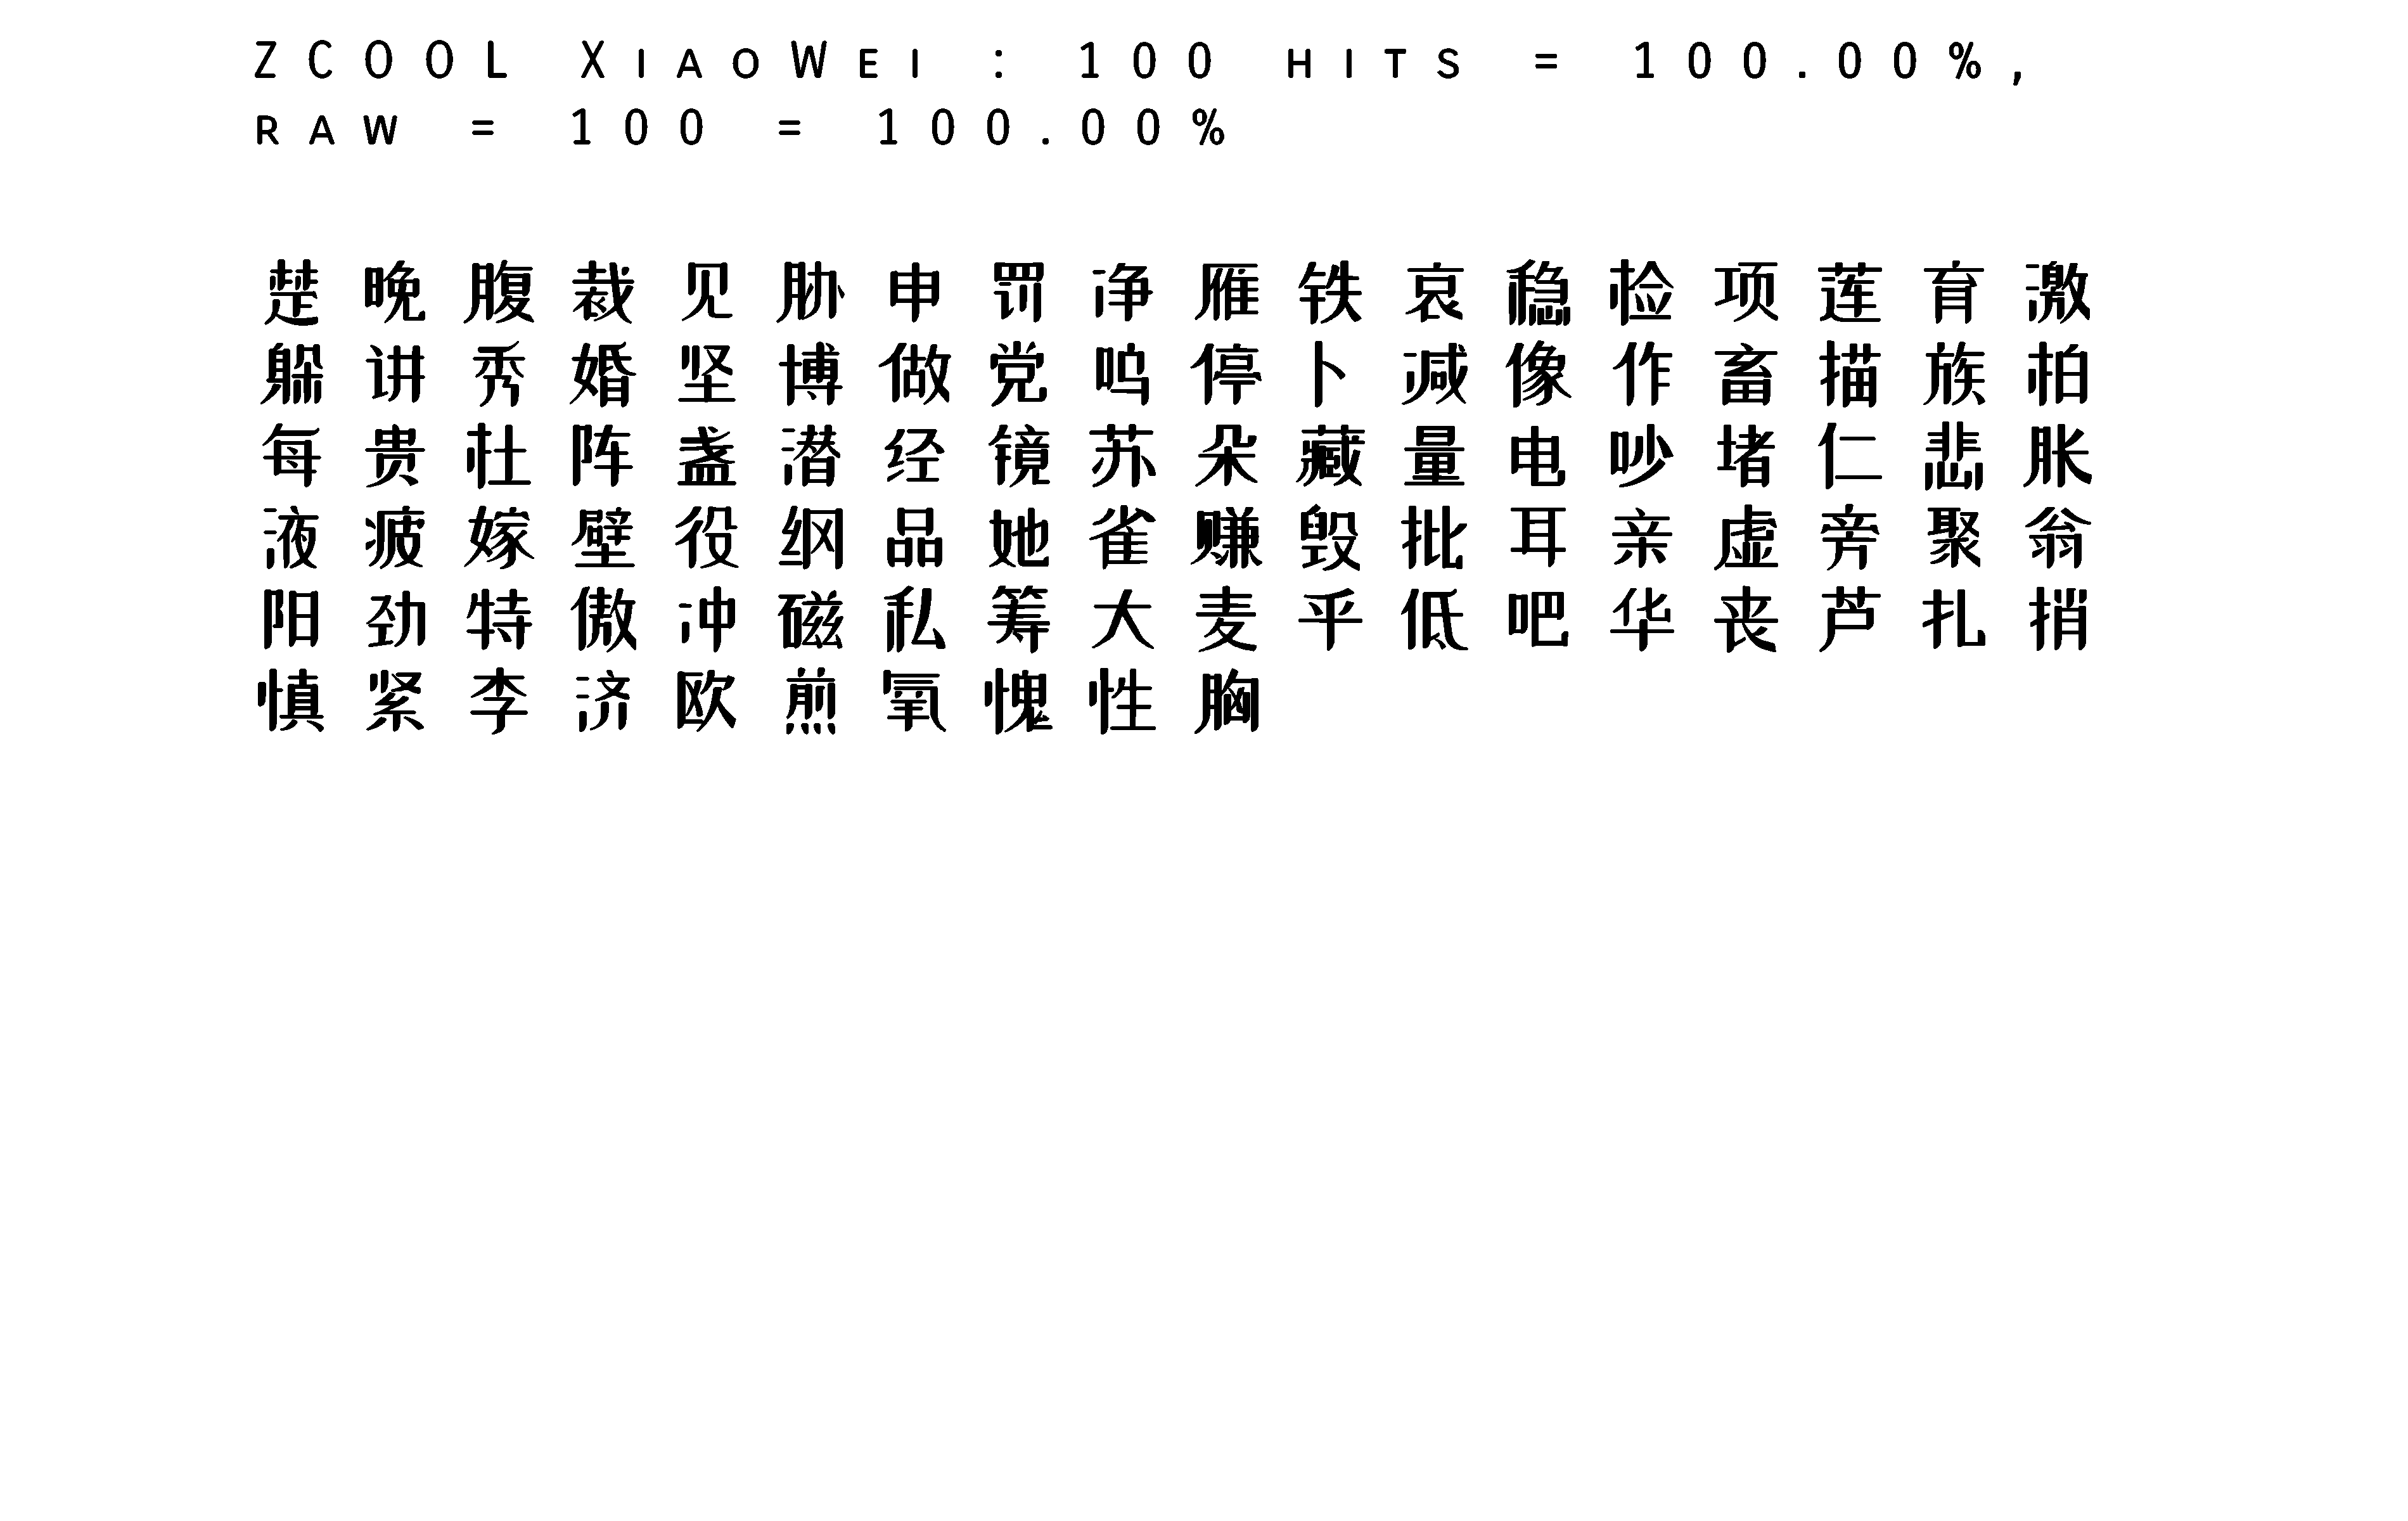 ZCOOL XiaoWei : 100 hits = 100.00%,
raw = 100 = 100.00%
楚晚腹裁见胁申罚净雁铁哀稳检项莲育激
躲讲秀婚坚博做党呜停卜减像作畜描族柏
每贵牡阵盏潜经镜苏朵藏量电吵堵仁悲胀
液疲嫁壁役纲品她雀赚毁批耳亲虚旁聚翁
阳劲特傲冲磁私筹大麦平低吧华丧芦扎捎
慎紧李济欧煎氧愧性胸